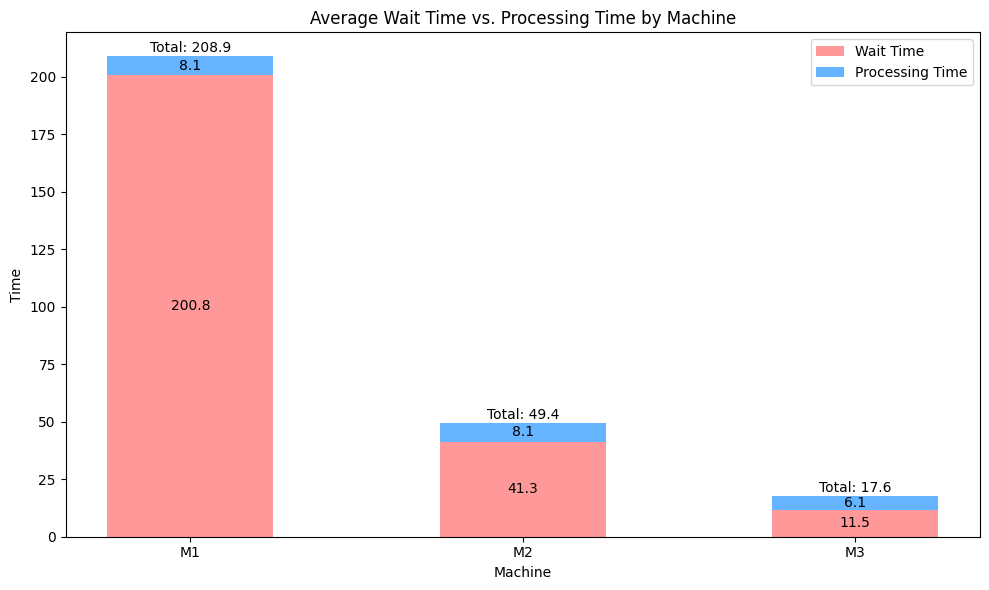 Average Wait Time vs. Processing Time by Machine
Wait Time
Processing Time
Total: 208.9
8.1
200.8
Total: 49.4
8.1
41.3
Total: 17.6
6.1
11.5
Time
200
175
150
125
100
75
50
25
0
M1
M2
M3
Machine